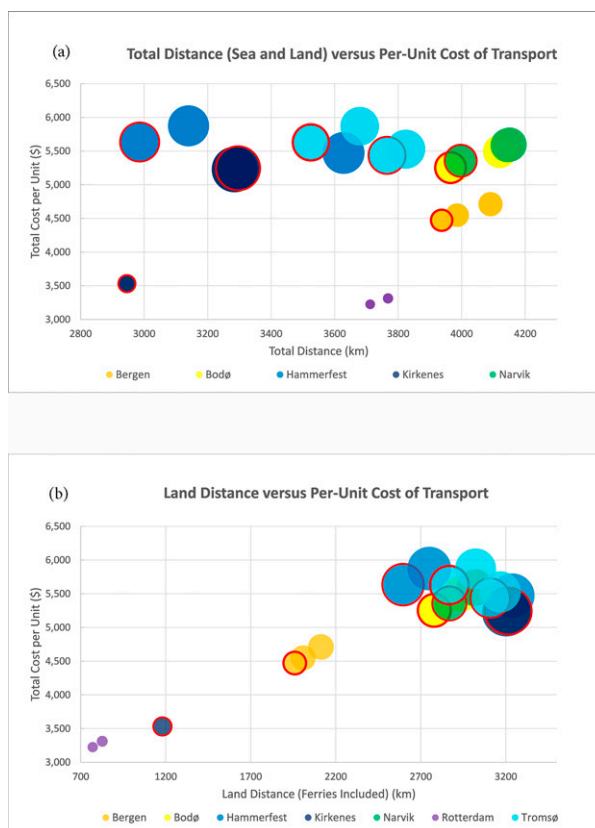 (a)
Total Distance (Sea and Land) versus Per-Unit Cost of Transport
6,500
6,000
5,500
5,000
4,500
4,000
3,500
3,000
Total Cost per Unit ($)
2800 3000 3200 3400 3600 3800 4000 4200
Total Distance (km)
Bergen Bodø Hammerfest Kirkenes Narvik
(b)
Land Distance versus Per-Unit Cost of Transport
6,500
6,000
5,500
5,000
4,500
4,000
3,500
3,000
Total Cost per Unit ($)
700 1200 1700 2200 2700 3200
Land Distance (Ferries Included) (km)
Bergen Bodø Hammerfest Kirkenes Narvik Rotterdam Tromsø